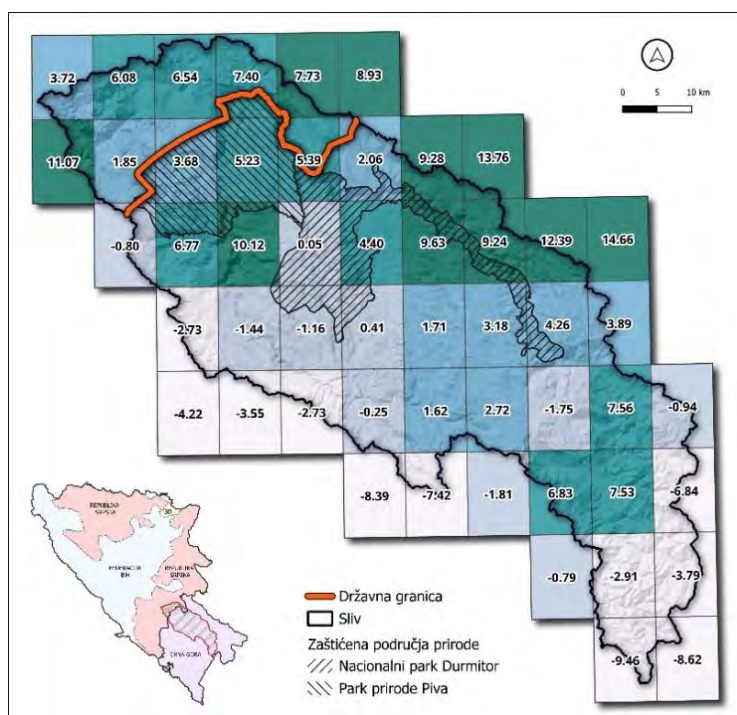 3.72 6.08 6.54 7.40 7.73 8.93
0 5 10 km
11.07 1.85 3.68 5.23 5.39 2.06 9.28 13.76
-0.80 6.77 10.12 0.05 4.40 9.63 9.24 12.39 14.66
-2.73 -1.44 -1.16 0.41 1.71 3.18 4.26 3.89
-4.22 -3.55 -2.73 -0.25 1.62 2.72 -1.75 7.56 -0.94
-8.39 -7.42 -1.81 6.83 7.53 -6.84
-0.79 -2.91 -3.79
-9.46 -8.62
REPUBLIKA
SRPSKA
BD
FEDERACIJA
BIH
REPUBLIKA
SRPSKA
CRNA GORA
Državna granica
Sliv
Zaštićena područja prirode
Nacionalni park Durmitor
Park prirode Piva